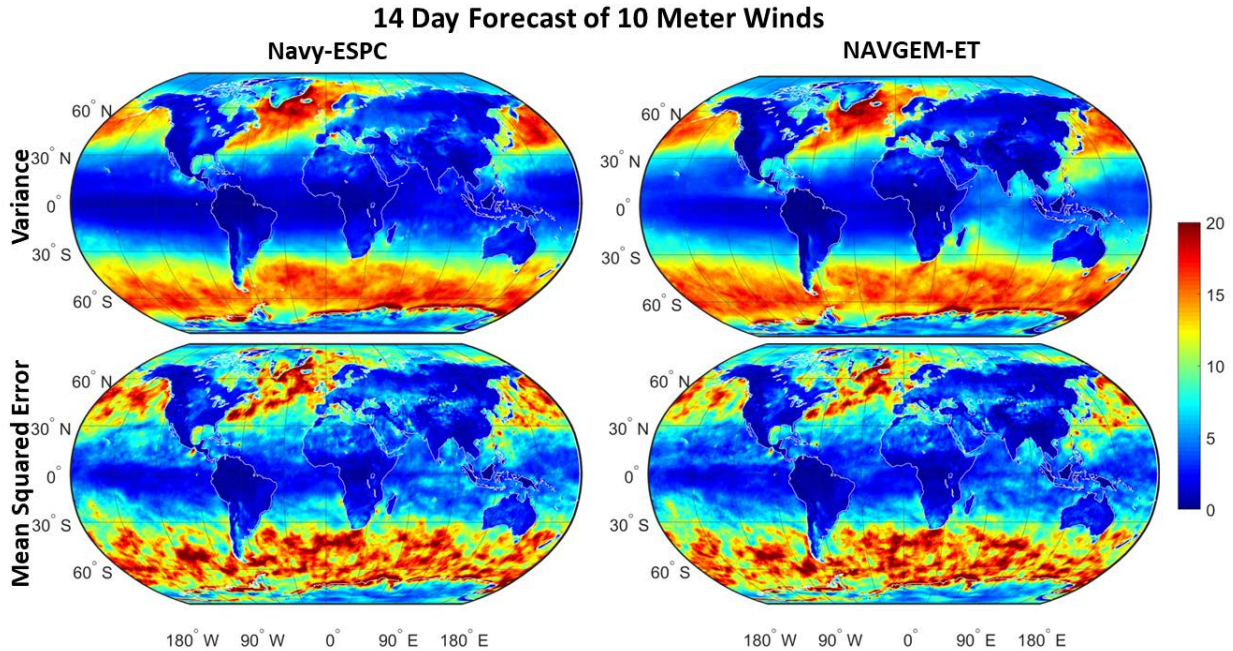 14 Day Forecast of 10 Meter Winds
Navy-ESPC
NAVGEM-ET
Variance
60° N
30° N
0°
30° S
60° S
60° N
30° N
0°
30° S
60° S
Mean Squared Error
60° N
30° N
0°
30° S
60° S
60° N
30° N
0°
30° S
60° S
20
15
10
5
0
180° W 90° W 0° 90° E 180° E
180° W 90° W 0° 90° E 180° E